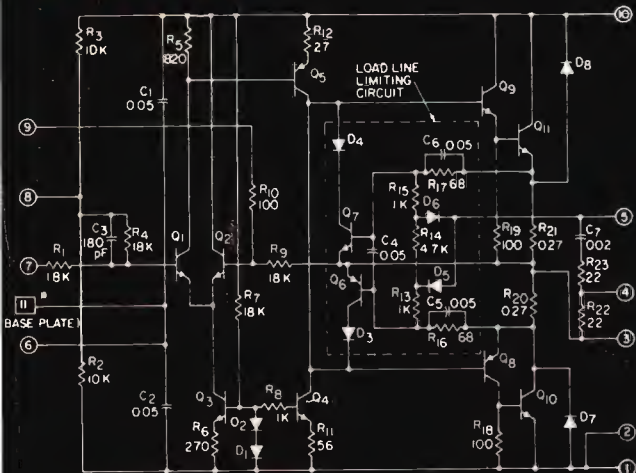 10
R3
10K
R5
820
R12
27
Q5
LOAD LINE
LIMITING
CIRCUIT
D8
C1
0.05
Q9
Q11
9
D4
C6 0.05
R17 68
R15
1K
D6
5
8
R10
100
Q7
C4
0.05
R14
4.7K
R19
100
R21
0.27
C7
0.02
C3
180
pF
R4
18K
Q1
Q2
R1
18K
7
R9
18K
R23
22
4
D5
Q6
R13
1K
C5 0.05
R20
0.27
R22
22
11
BASE PLATE)
R7
18K
3
6
D3
R16 68
Q8
R2
10K
C2
0.05
Q3
R8
1K
Q4
Q10
D7
R6
270
D2
D1
R11
56
R18
100
2
1